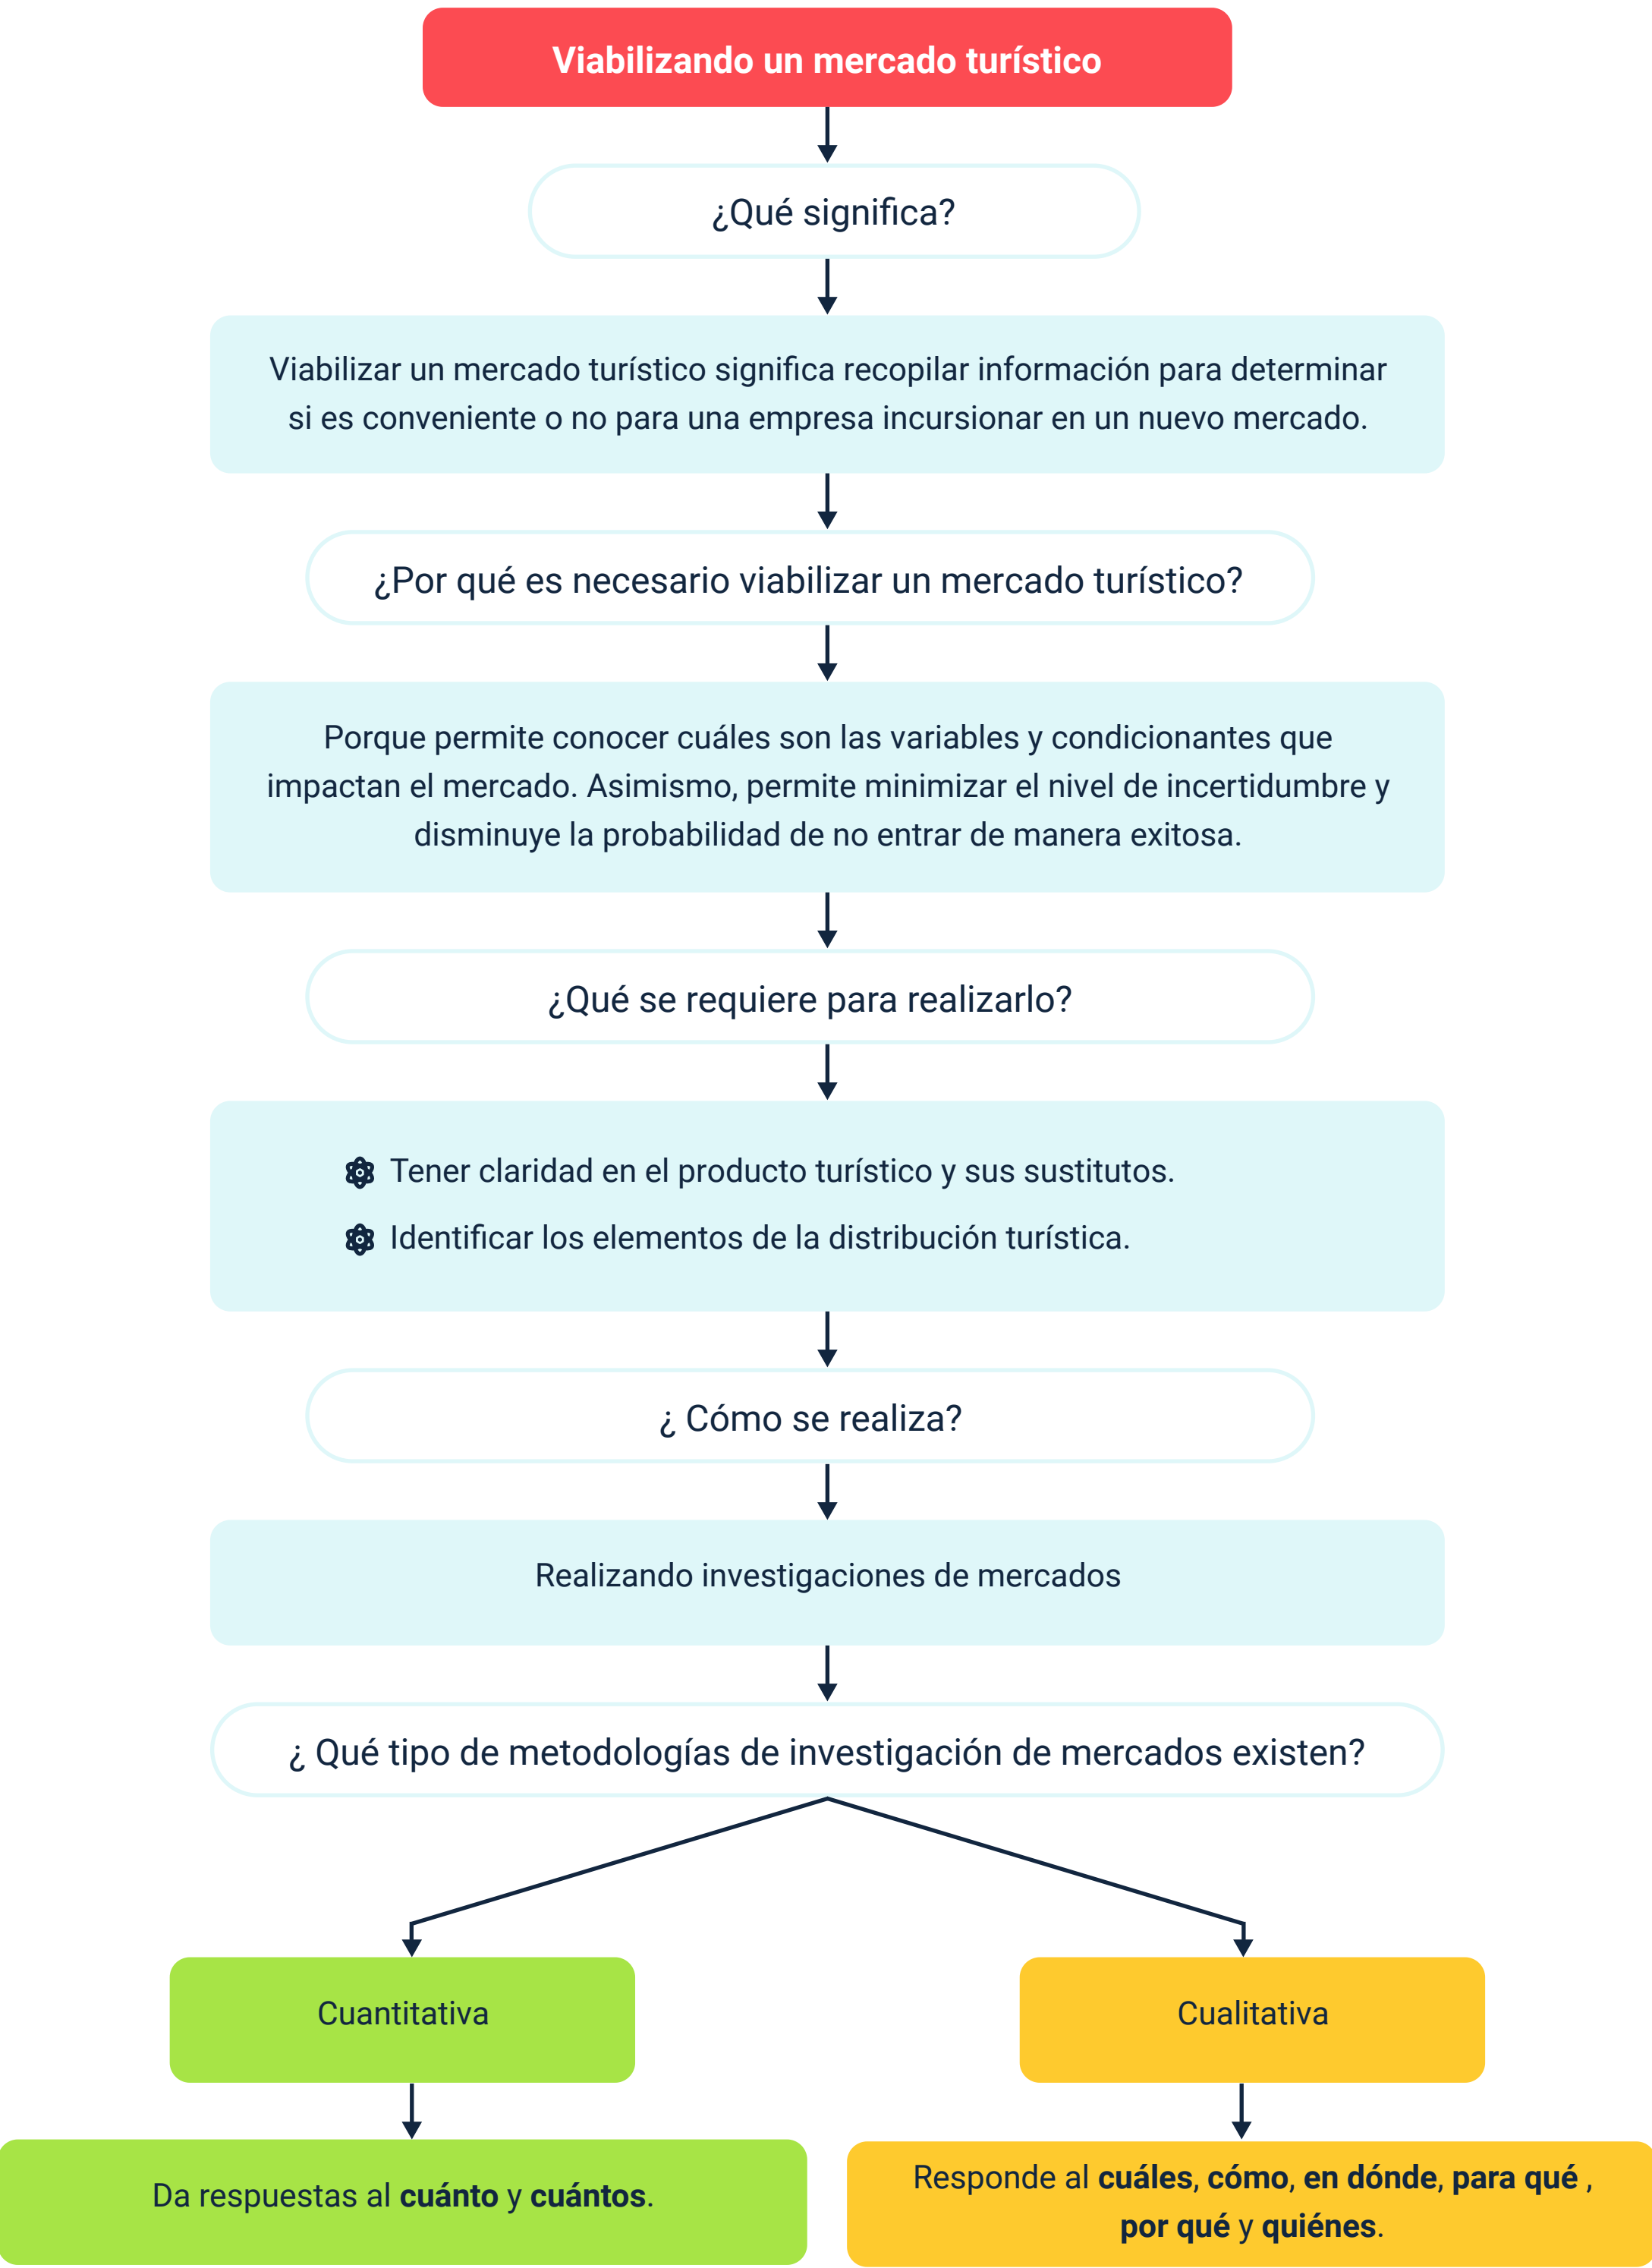 Viabilizando un mercado turístico
¿Qué significa?
Viabilizar un mercado turístico significa recopilar información para determinar
si es conveniente o no para una empresa incursionar en un nuevo mercado.
¿Por qué es necesario viabilizar un mercado turístico?
Porque permite conocer cuáles son las variables y condicionantes que
impactan el mercado. Asimismo, permite minimizar el nivel de incertidumbre y
disminuye la probabilidad de no entrar de manera exitosa.
¿Qué se requiere para realizarlo?
Tener claridad en el producto turístico y sus sustitutos.
Identificar los elementos de la distribución turística.
¿ Cómo se realiza?
Realizando investigaciones de mercados
¿ Qué tipo de metodologías de investigación de mercados existen?
Cuantitativa
Da respuestas al cuánto y cuántos.
Cualitativa
Responde al cuáles, cómo, en dónde, para qué ,
por qué y quiénes.